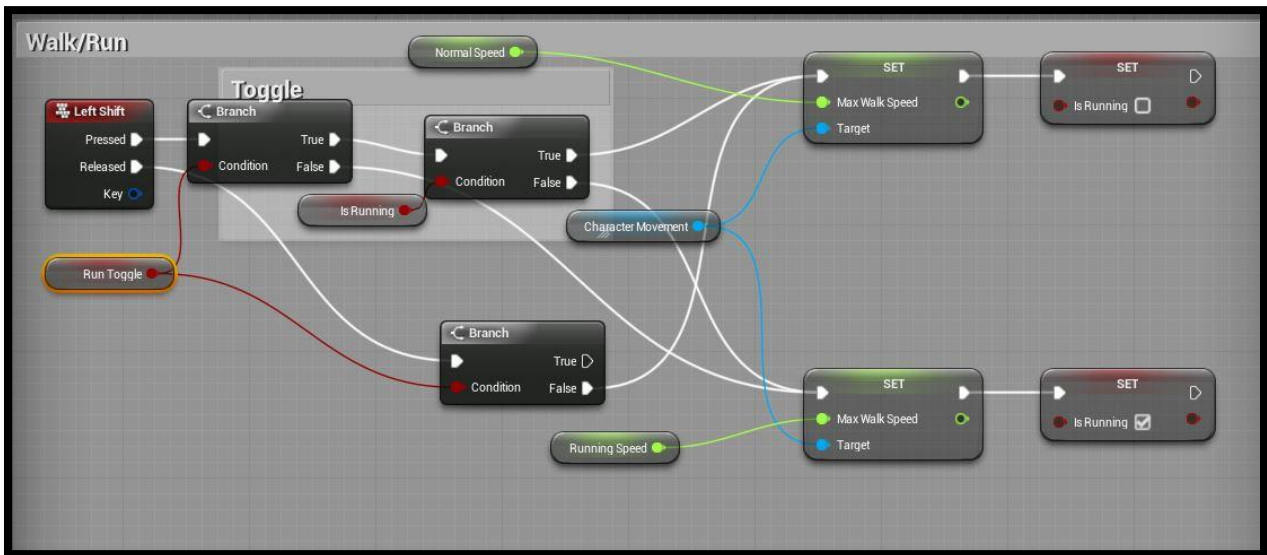 Walk/Run
Normal Speed
Toggle
Left Shift
Pressed
Released
Key
Branch
True
Condition
False
Branch
True
Condition
False
Is Running
Run Toggle
Character Movement
SET
Max Walk Speed
Target
SET
Is Running
Branch
True
Condition
False
Running Speed
SET
Max Walk Speed
Target
SET
Is Running